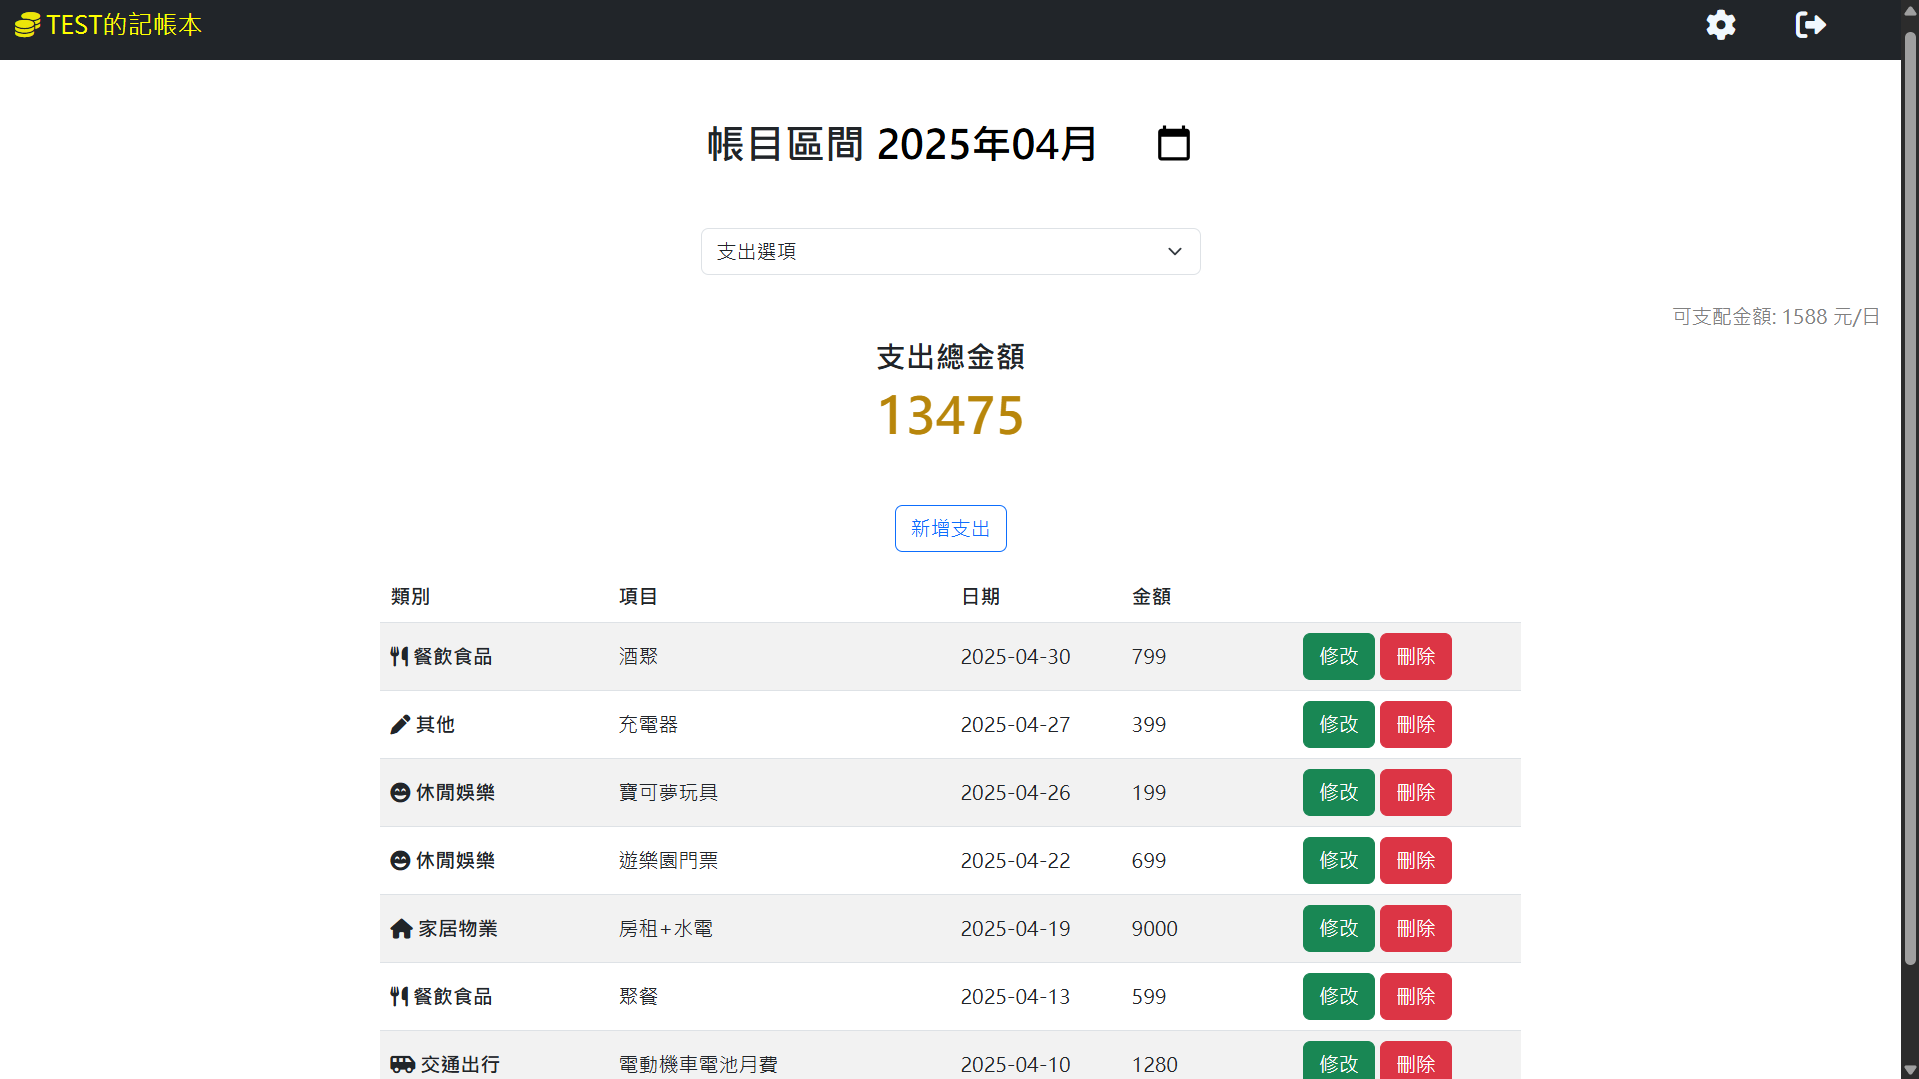 TEST的記帳本
帳目區間 2025年04月
支出選項
可支配金額: 1588 元/日
支出總金額
13475
新增支出
類別 項目 日期 金額
餐飲食品 酒聚 2025-04-30 799 修改 刪除
其他 充電器 2025-04-27 399 修改 刪除
休閒娛樂 寶可夢玩具 2025-04-26 199 修改 刪除
休閒娛樂 遊樂園門票 2025-04-22 699 修改 刪除
家居物業 房租+水電 2025-04-19 9000 修改 刪除
餐飲食品 聚餐 2025-04-13 599 修改 刪除
交通出行 電動機車電池月費 2025-04-10 1280 修改 刪除